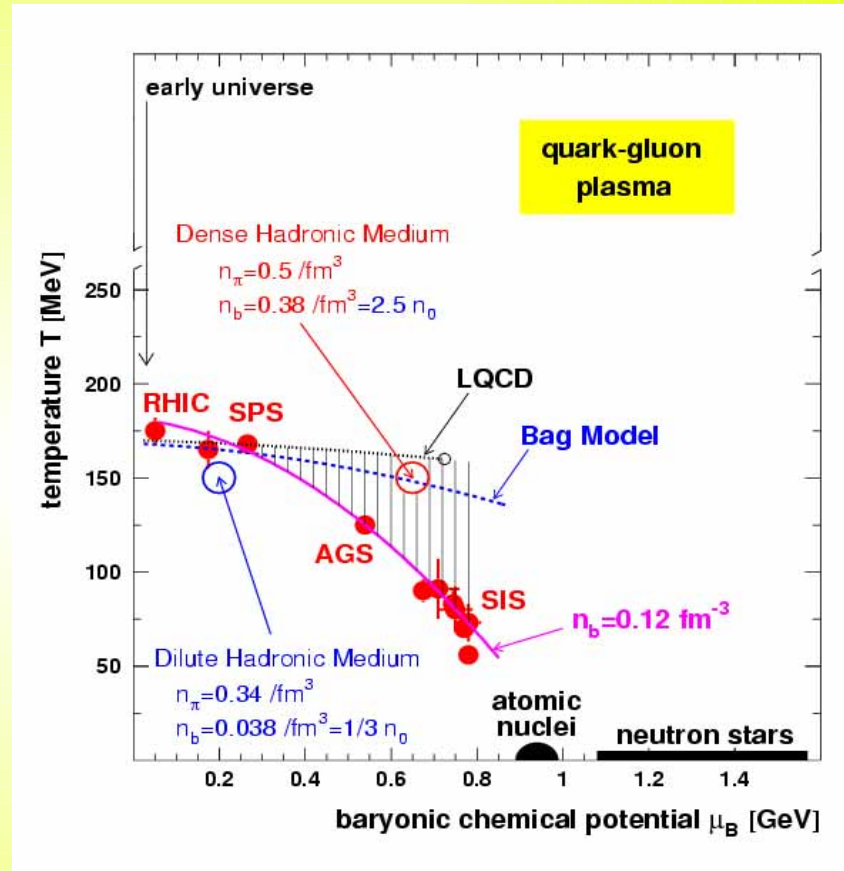 early universe
quark-gluon
plasma
Dense Hadronic Medium
nπ=0.5 /fm³
nb=0.38 /fm³=2.5 n₀
temperature T [MeV]
250
200
150
100
50
LQCD
RHIC
SPS
Bag Model
AGS
SIS
nb=0.12 fm⁻³
Dilute Hadronic Medium
nπ=0.34 /fm³
nb=0.038 /fm³=1/3 n₀
atomic
nuclei
neutron stars
0.2 0.4 0.6 0.8 1 1.2 1.4
baryonic chemical potential μB [GeV]